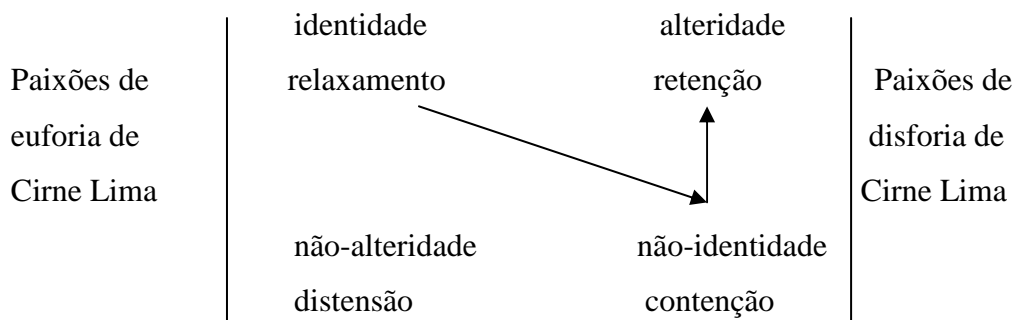 identidade alteridade
Paixões de relaxamento retenção Paixões de
euforia de disforia de
Cirne Lima Cirne Lima
não-alteridade não-identidade
distensão contenção